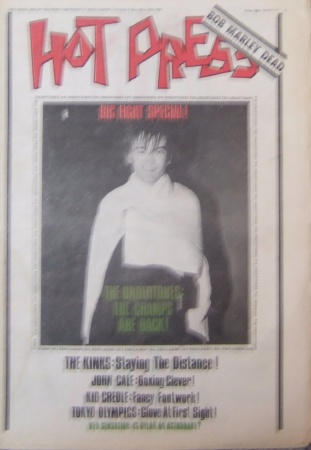 HOT PRESS
BOB MARLEY DEAD
BIG FIGHT SPECIAL!
THE UNDERTONES:
THE CHAMPS
ARE BACK!
THE KINKS: Staying The Distance!
JOHN CALE: Boxing Clever!
KID CREOLE: Fancy Footwork!
TOKYO OLYMPICS: Glove At First Sight!